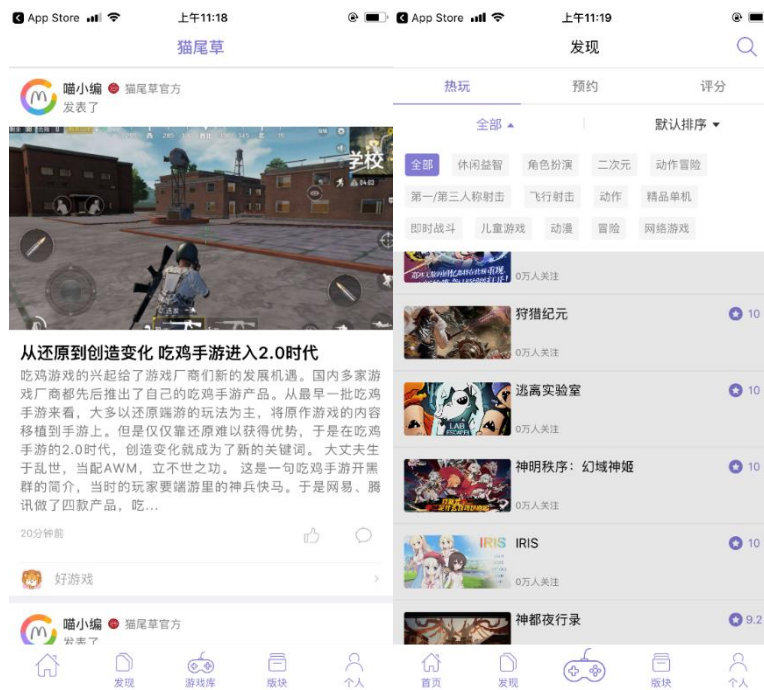 App Store
上午11:18
猫尾草
喵小编 猫尾草官方
发表了
学校
从还原到创造变化 吃鸡手游进入2.0时代
吃鸡游戏的兴起给了游戏厂商们新的发展机遇。国内多家游
戏厂商都先后推出了自己的吃鸡手游产品。从最早一批吃鸡
手游来看，大多以还原端游的玩法为主，将原作游戏的内容
移植到手游上。但是仅仅靠还原难以获得优势，于是在吃鸡
手游的2.0时代，创造变化就成为了新的关键词。 大丈夫生
于乱世，当配AWM，立不世之功。 这是一句吃鸡手游开黑
群的简介，当时的玩家要端游里的神兵快马。于是网易、腾
讯做了四款产品，吃...
20分钟前
好游戏
喵小编 猫尾草官方
发表了
发现
游戏库
版块
个人
App Store
上午11:19
发现
热玩 预约 评分
全部 默认排序
全部 休闲益智 角色扮演 二次元 动作冒险
第一/第三人称射击 飞行射击 动作 精品单机
即时战斗 儿童游戏 动漫 冒险 网络游戏
0万人关注
狩猎纪元 10
0万人关注
LAB
ESCAPE
逃离实验室 10
0万人关注
神明秩序：幻域神姬 10
0万人关注
IRIS
IRIS 10
0万人关注
神都夜行录 9.2
首页
发现
版块
个人